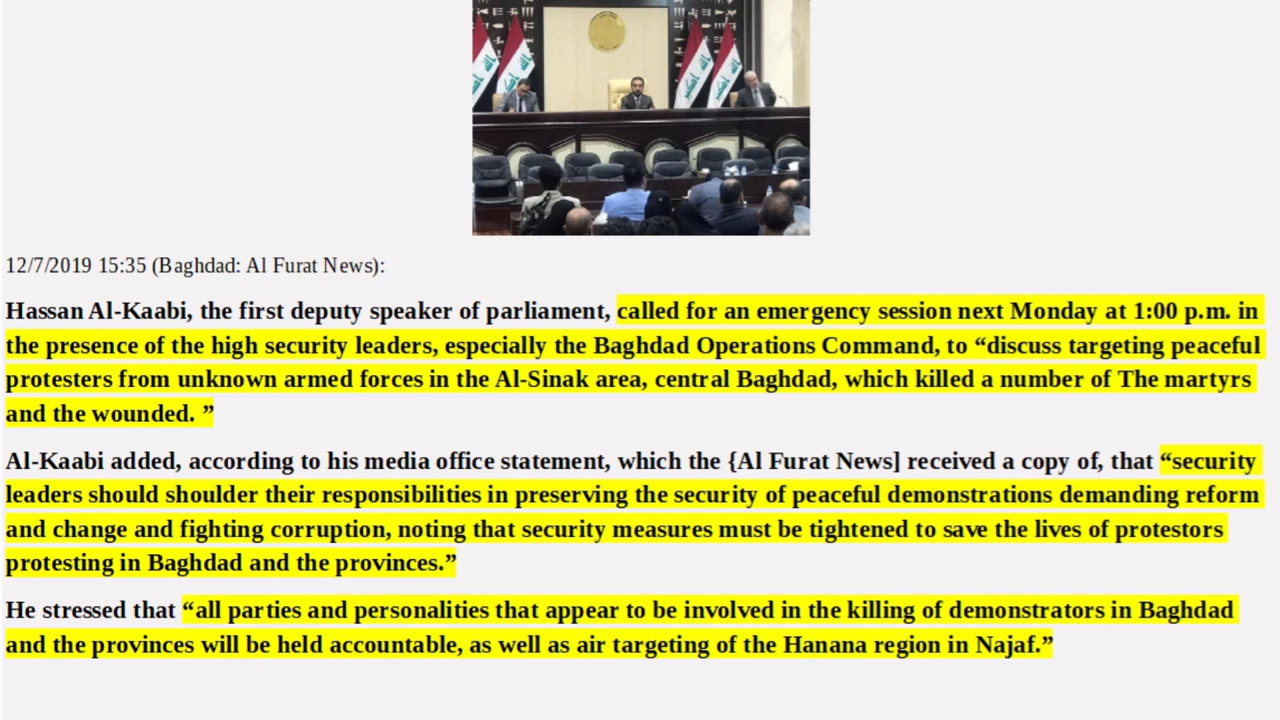 12/7/2019 15:35 (Baghdad: Al Furat News):
Hassan Al-Kaabi, the first deputy speaker of parliament, called for an emergency session next Monday at 1:00 p.m. in
the presence of the high security leaders, especially the Baghdad Operations Command, to “discuss targeting peaceful
protesters from unknown armed forces in the Al-Sinak area, central Baghdad, which killed a number of The martyrs
and the wounded. ”
Al-Kaabi added, according to his media office statement, which the {Al Furat News] received a copy of, that “security
leaders should shoulder their responsibilities in preserving the security of peaceful demonstrations demanding reform
and change and fighting corruption, noting that security measures must be tightened to save the lives of protestors
protesting in Baghdad and the provinces.”
He stressed that “all parties and personalities that appear to be involved in the killing of demonstrators in Baghdad
and the provinces will be held accountable, as well as air targeting of the Hanana region in Najaf.”